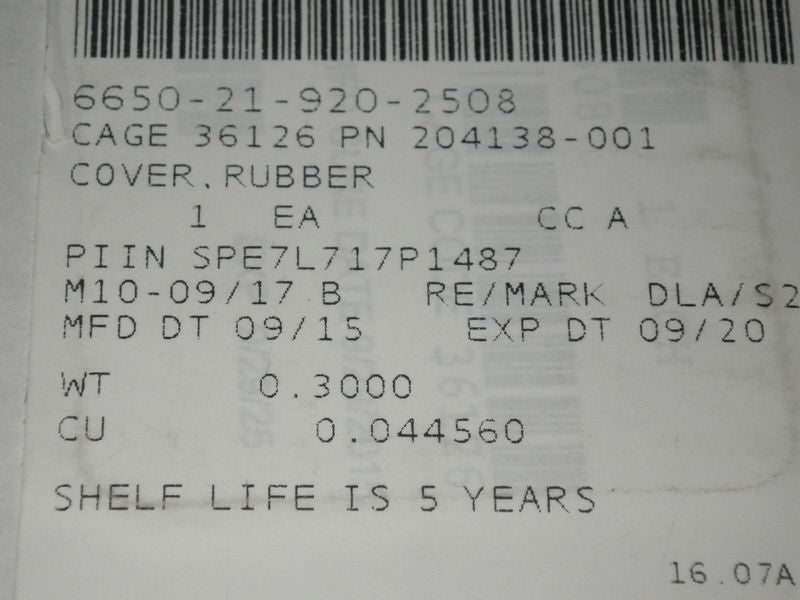 6650-21-920-2508
CAGE 36126 PN 204138-001
COVER,RUBBER
1 EA CC A
PIIN SPE7L717P1487
M10-09/17 B RE/MARK DLA/S2
MFD DT 09/15 EXP DT 09/20
WT 0.3000
CU 0.044560
SHELF LIFE IS 5 YEARS
16.07A